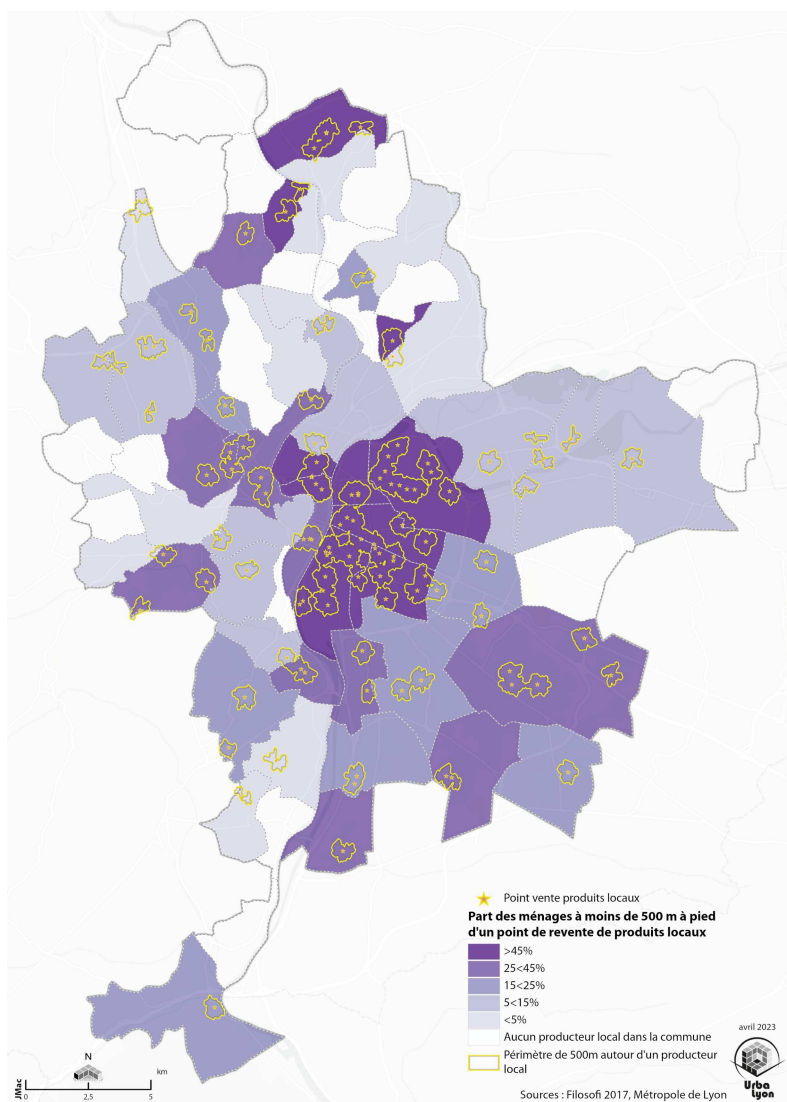 Point vente produits locaux
Part des ménages à moins de 500 m à pied
d'un point de revente de produits locaux
>45%
25<45%
15<25%
5<15%
<5%
Aucun producteur local dans la commune
Périmètre de 500m autour d'un producteur
local
avril 2023
Urba
Lyon
N
km
0
2,5
5
JMac
Sources : Filosofi 2017, Métropole de Lyon